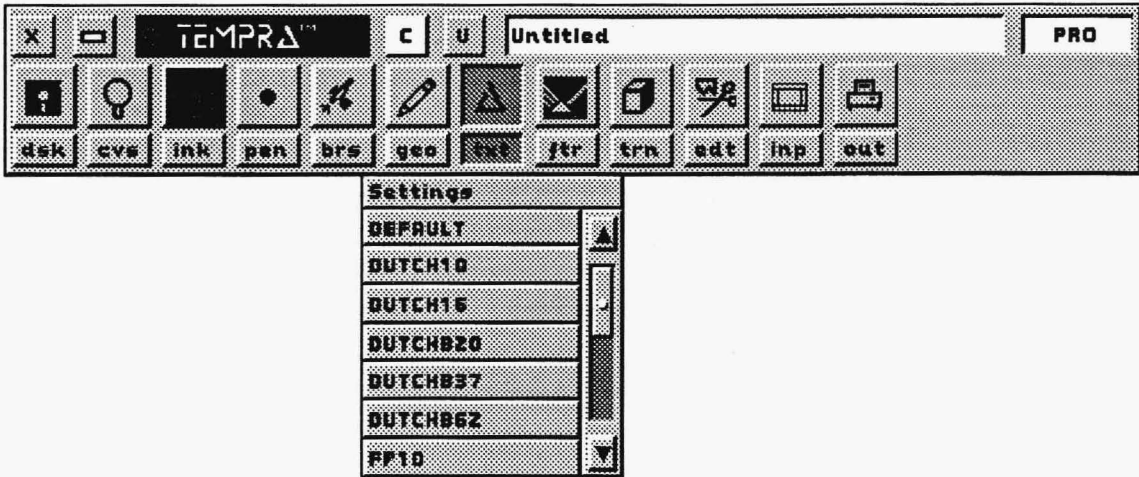 X TEMPRA™ C U Untitled PRO
dsk cvs ink pen brs geo txt ftr trn edt inp out
Settings
DEFAULT
DUTCH10
DUTCH16
DUTCHB20
DUTCHB37
DUTCHB62
FP10